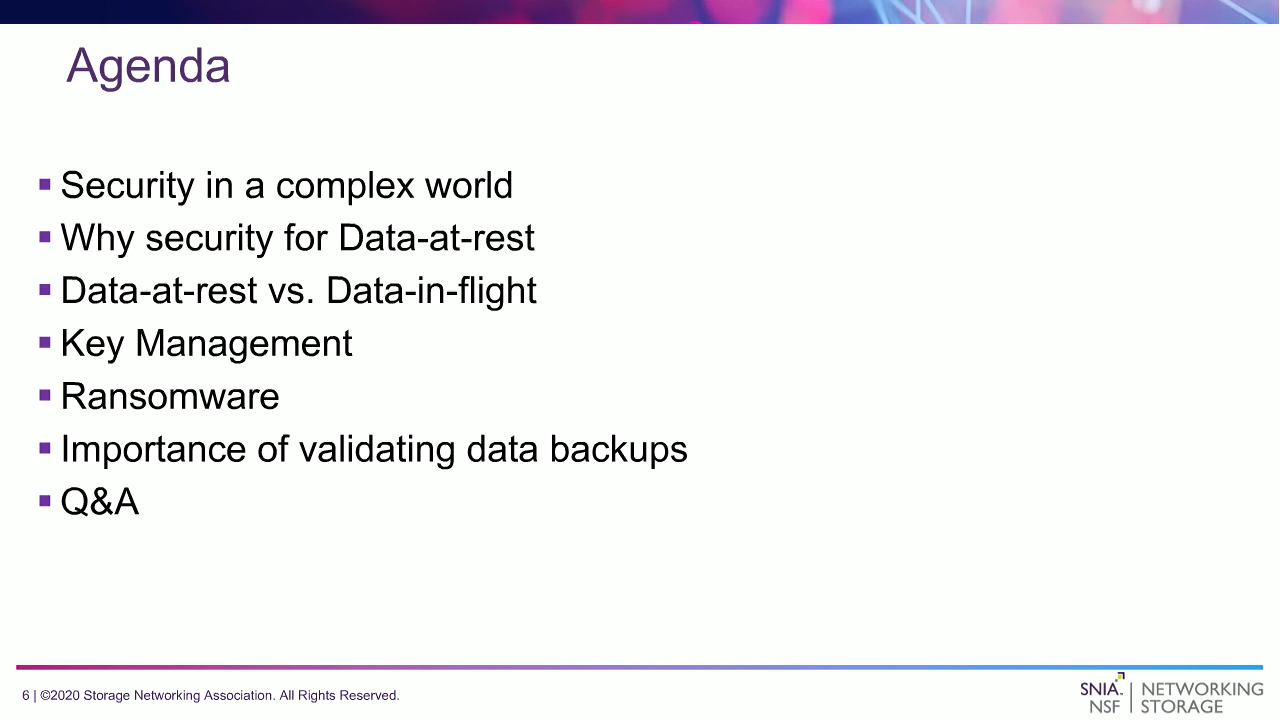 Agenda
▪ Security in a complex world
▪ Why security for Data-at-rest
▪ Data-at-rest vs. Data-in-flight
▪ Key Management
▪ Ransomware
▪ Importance of validating data backups
▪ Q&A
6 | ©2020 Storage Networking Association. All Rights Reserved.
SNIA™ | NETWORKING
NSF | STORAGE